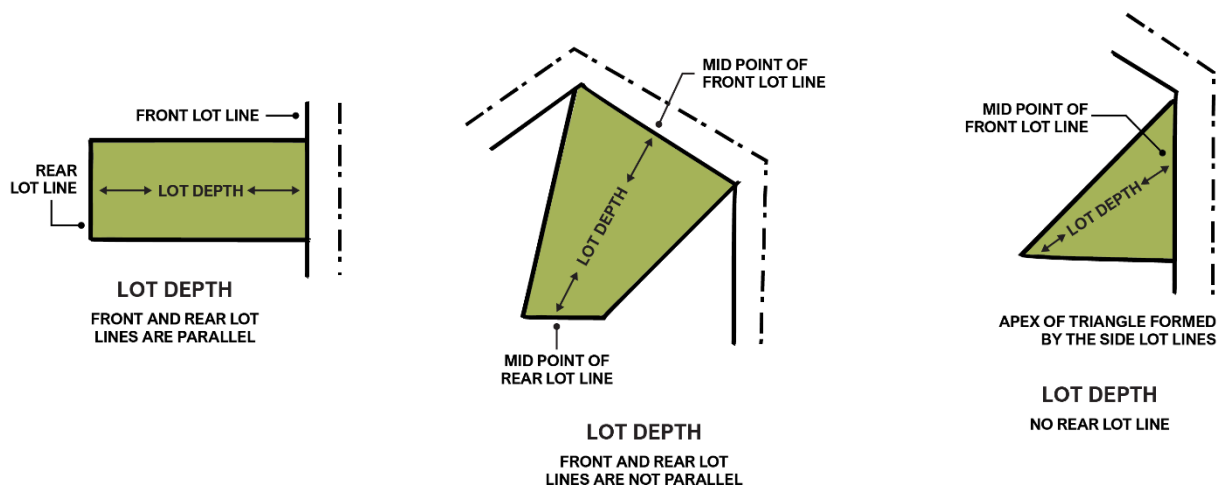 FRONT LOT LINE
REAR
LOT LINE
LOT DEPTH
LOT DEPTH
FRONT AND REAR LOT
LINES ARE PARALLEL
MID POINT OF
FRONT LOT LINE
LOT DEPTH
MID POINT OF
REAR LOT LINE
LOT DEPTH
FRONT AND REAR LOT
LINES ARE NOT PARALLEL
MID POINT OF
FRONT LOT LINE
LOT DEPTH
APEX OF TRIANGLE FORMED
BY THE SIDE LOT LINES
LOT DEPTH
NO REAR LOT LINE